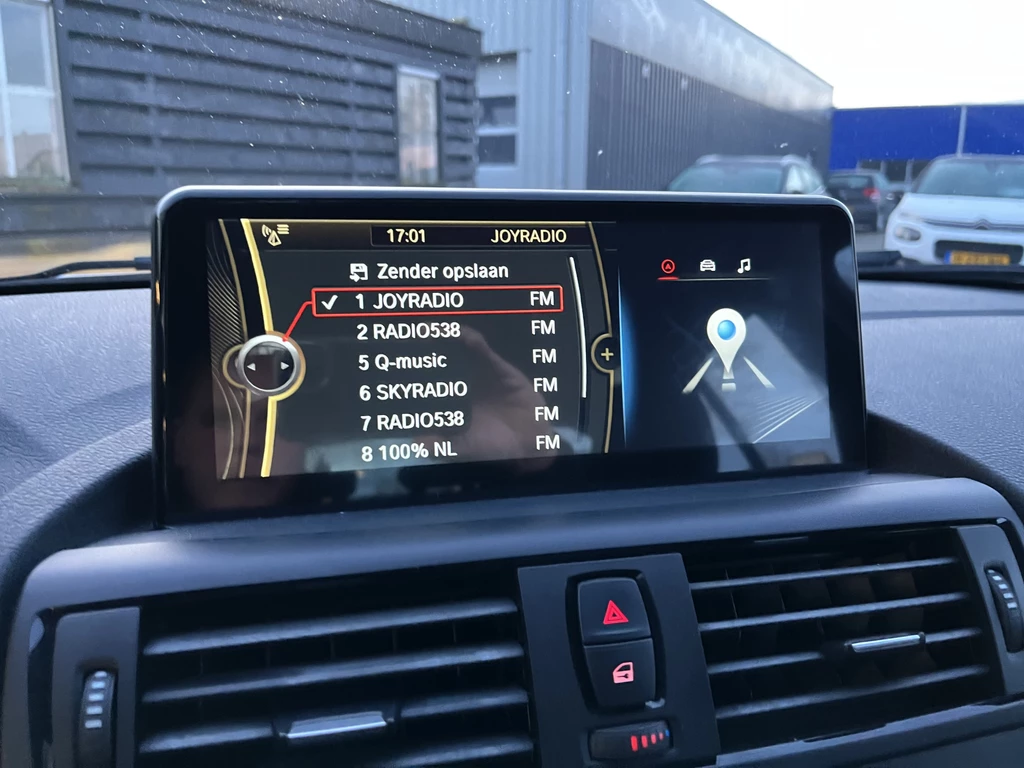 17:01 JOYRADIO
Zender opslaan
1 JOYRADIO FM
2 RADIO538 FM
5 Q-music FM
6 SKYRADIO FM
7 RADIO538 FM
8 100% NL FM